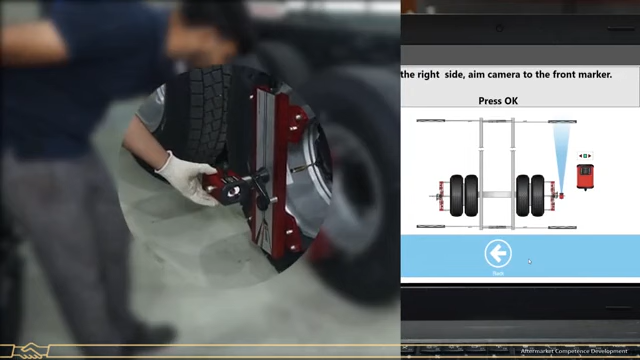 the right side, aim camera to the front marker.
Press OK
Back
Aftermarket Competence Development